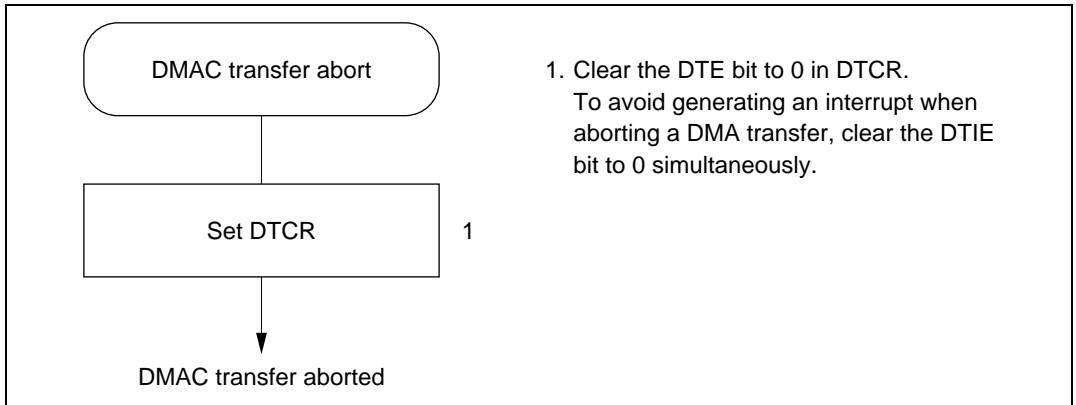 DMAC transfer abort
1. Clear the DTE bit to 0 in DTCR.
To avoid generating an interrupt when
aborting a DMA transfer, clear the DTIE
bit to 0 simultaneously.
Set DTCR
1
DMAC transfer aborted